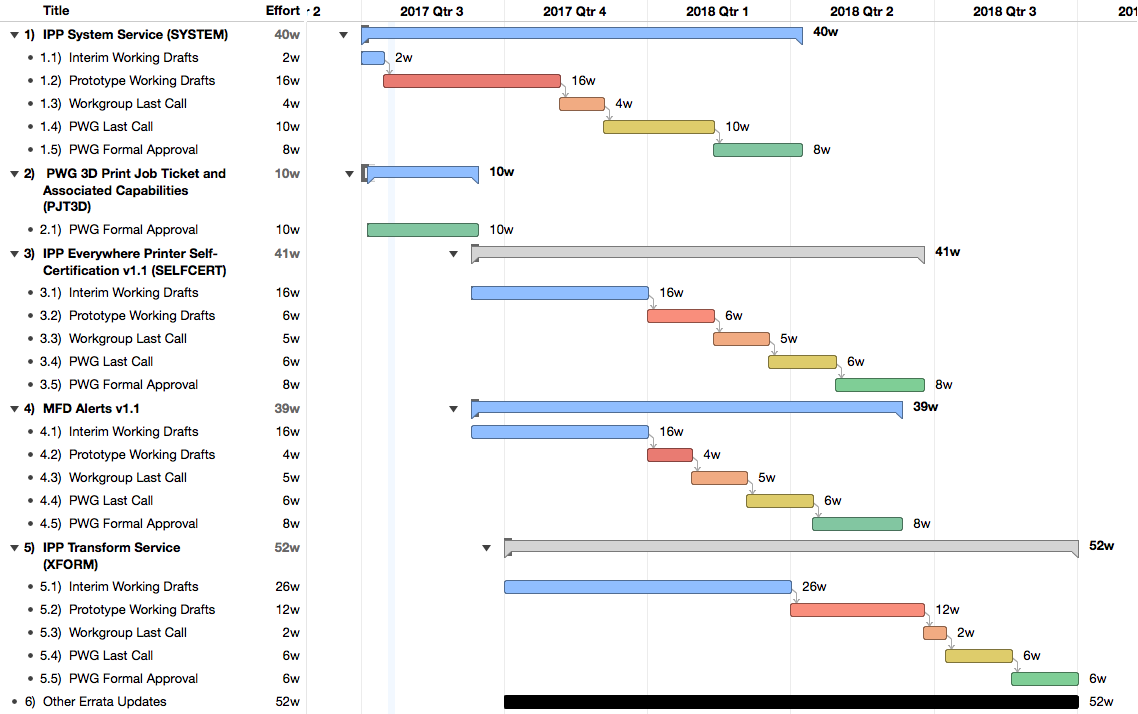 Title Effort 2 2017 Qtr 3 2017 Qtr 4 2018 Qtr 1 2018 Qtr 2 2018 Qtr 3 201
1) IPP System Service (SYSTEM) 40w 40w
• 1.1) Interim Working Drafts 2w 2w
• 1.2) Prototype Working Drafts 16w 16w
• 1.3) Workgroup Last Call 4w 4w
• 1.4) PWG Last Call 10w 10w
• 1.5) PWG Formal Approval 8w 8w
2) PWG 3D Print Job Ticket and 10w 10w
Associated Capabilities
(PJT3D)
• 2.1) PWG Formal Approval 10w 10w
3) IPP Everywhere Printer Self- 41w 41w
Certification v1.1 (SELFCERT)
• 3.1) Interim Working Drafts 16w 16w
• 3.2) Prototype Working Drafts 6w 6w
• 3.3) Workgroup Last Call 5w 5w
• 3.4) PWG Last Call 6w 6w
• 3.5) PWG Formal Approval 8w 8w
4) MFD Alerts v1.1 39w 39w
• 4.1) Interim Working Drafts 16w 16w
• 4.2) Prototype Working Drafts 4w 4w
• 4.3) Workgroup Last Call 5w 5w
• 4.4) PWG Last Call 6w 6w
• 4.5) PWG Formal Approval 8w 8w
5) IPP Transform Service 52w 52w
(XFORM)
• 5.1) Interim Working Drafts 26w 26w
• 5.2) Prototype Working Drafts 12w 12w
• 5.3) Workgroup Last Call 2w 2w
• 5.4) PWG Last Call 6w 6w
• 5.5) PWG Formal Approval 6w 6w
• 6) Other Errata Updates 52w 52w